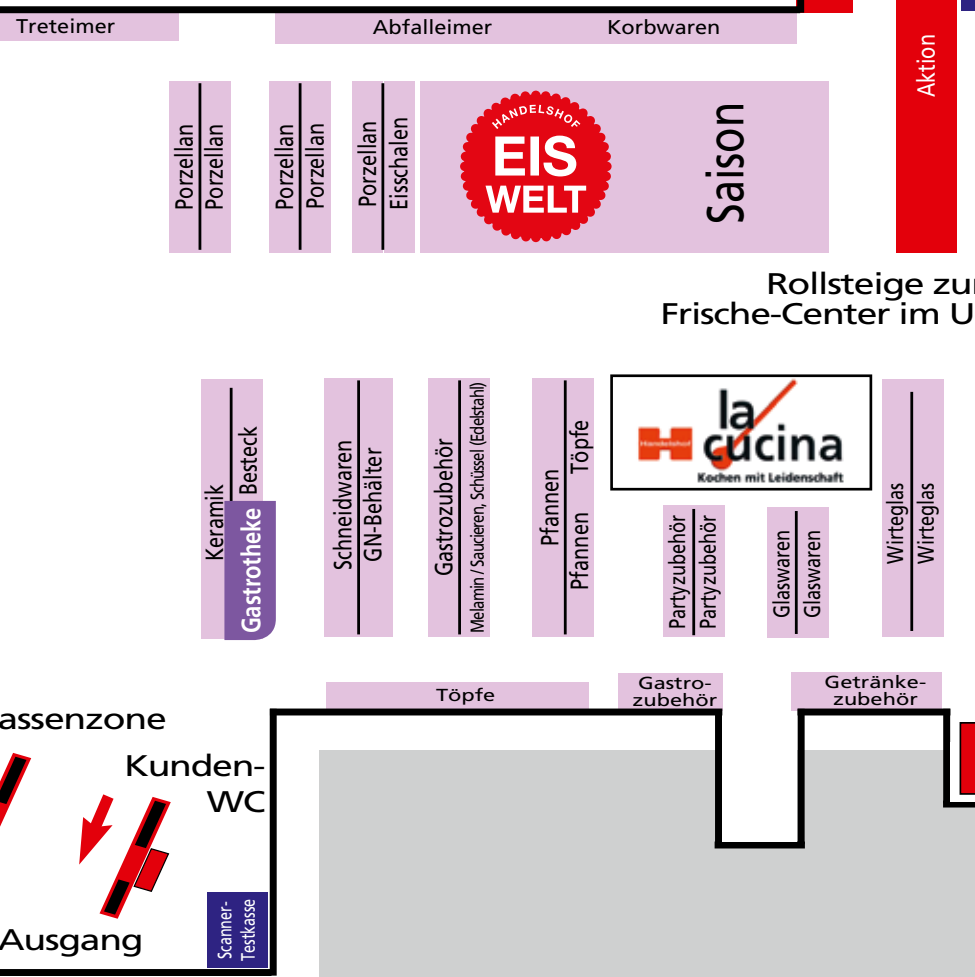 Treteimer
Abfalleimer
Korbwaren
Aktion
Porzellan
Porzellan
Porzellan
Porzellan
Porzellan
Eisschalen
HANDELSHOF
EIS
WELT
Saison
Rollsteige zur
Frische-Center im U
Keramik
Besteck
Gastrotheke
Schneidwaren
GN-Behälter
Gastrozubehör
Melamin / Saucieren, Schüssel (Edelstahl)
Pfannen
Pfannen
Töpfe
la
cucina
Handelshof
Kochen mit Leidenschaft
Partyzubehör
Partyzubehör
Glaswaren
Glaswaren
Wirteglas
Wirteglas
Töpfe
Gastro-
zubehör
Getränke-
zubehör
assenzone
Kunden-
WC
Scanner-
Testkasse
Ausgang